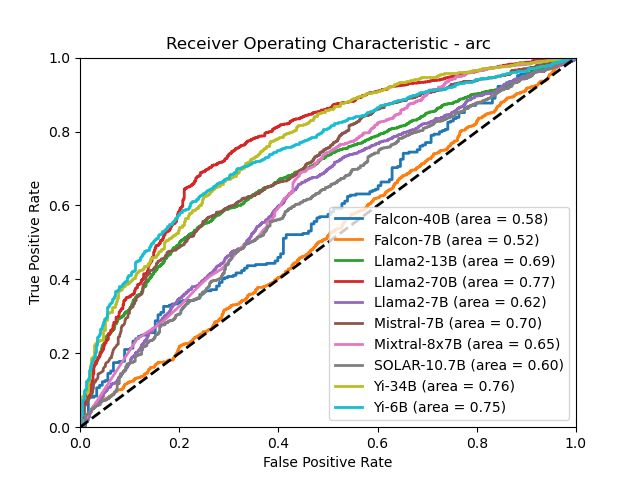 Receiver Operating Characteristic - arc
1.0
0.8
0.6
0.4
0.2
0.0
True Positive Rate
0.0 0.2 0.4 0.6 0.8 1.0
False Positive Rate
Falcon-40B (area = 0.58)
Falcon-7B (area = 0.52)
Llama2-13B (area = 0.69)
Llama2-70B (area = 0.77)
Llama2-7B (area = 0.62)
Mistral-7B (area = 0.70)
Mixtral-8x7B (area = 0.65)
SOLAR-10.7B (area = 0.60)
Yi-34B (area = 0.76)
Yi-6B (area = 0.75)